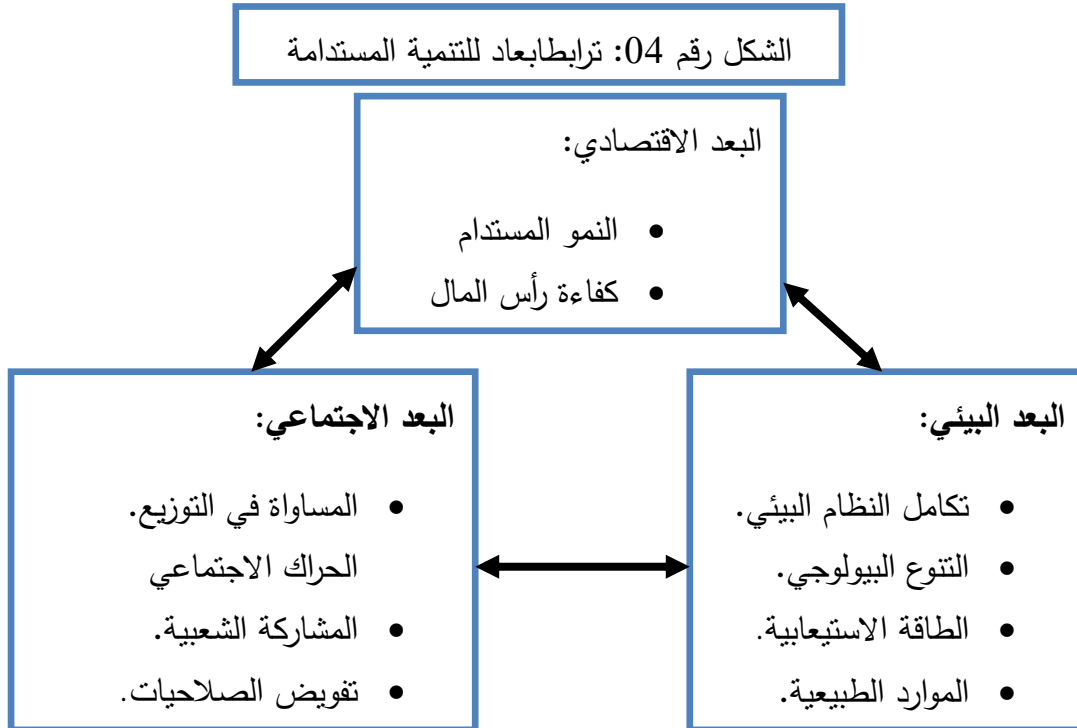 الشكل رقم 04: ترابطابعاد للتنمية المستدامة
البعد الاقتصادي:
• النمو المستدام
• كفاءة رأس المال
البعد البيئي:
• تكامل النظام البيئي.
• التنوع البيولوجي.
• الطاقة الاستيعابية.
• الموارد الطبيعية.
البعد الاجتماعي:
• المساواة في التوزيع.
الحراك الاجتماعي
• المشاركة الشعبية.
• تفويض الصلاحيات.